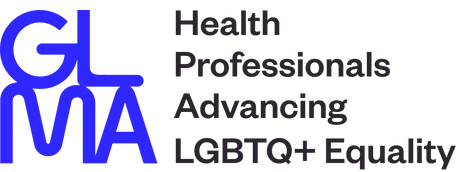 GLMA
Health
Professionals
Advancing
LGBTQ+ Equality